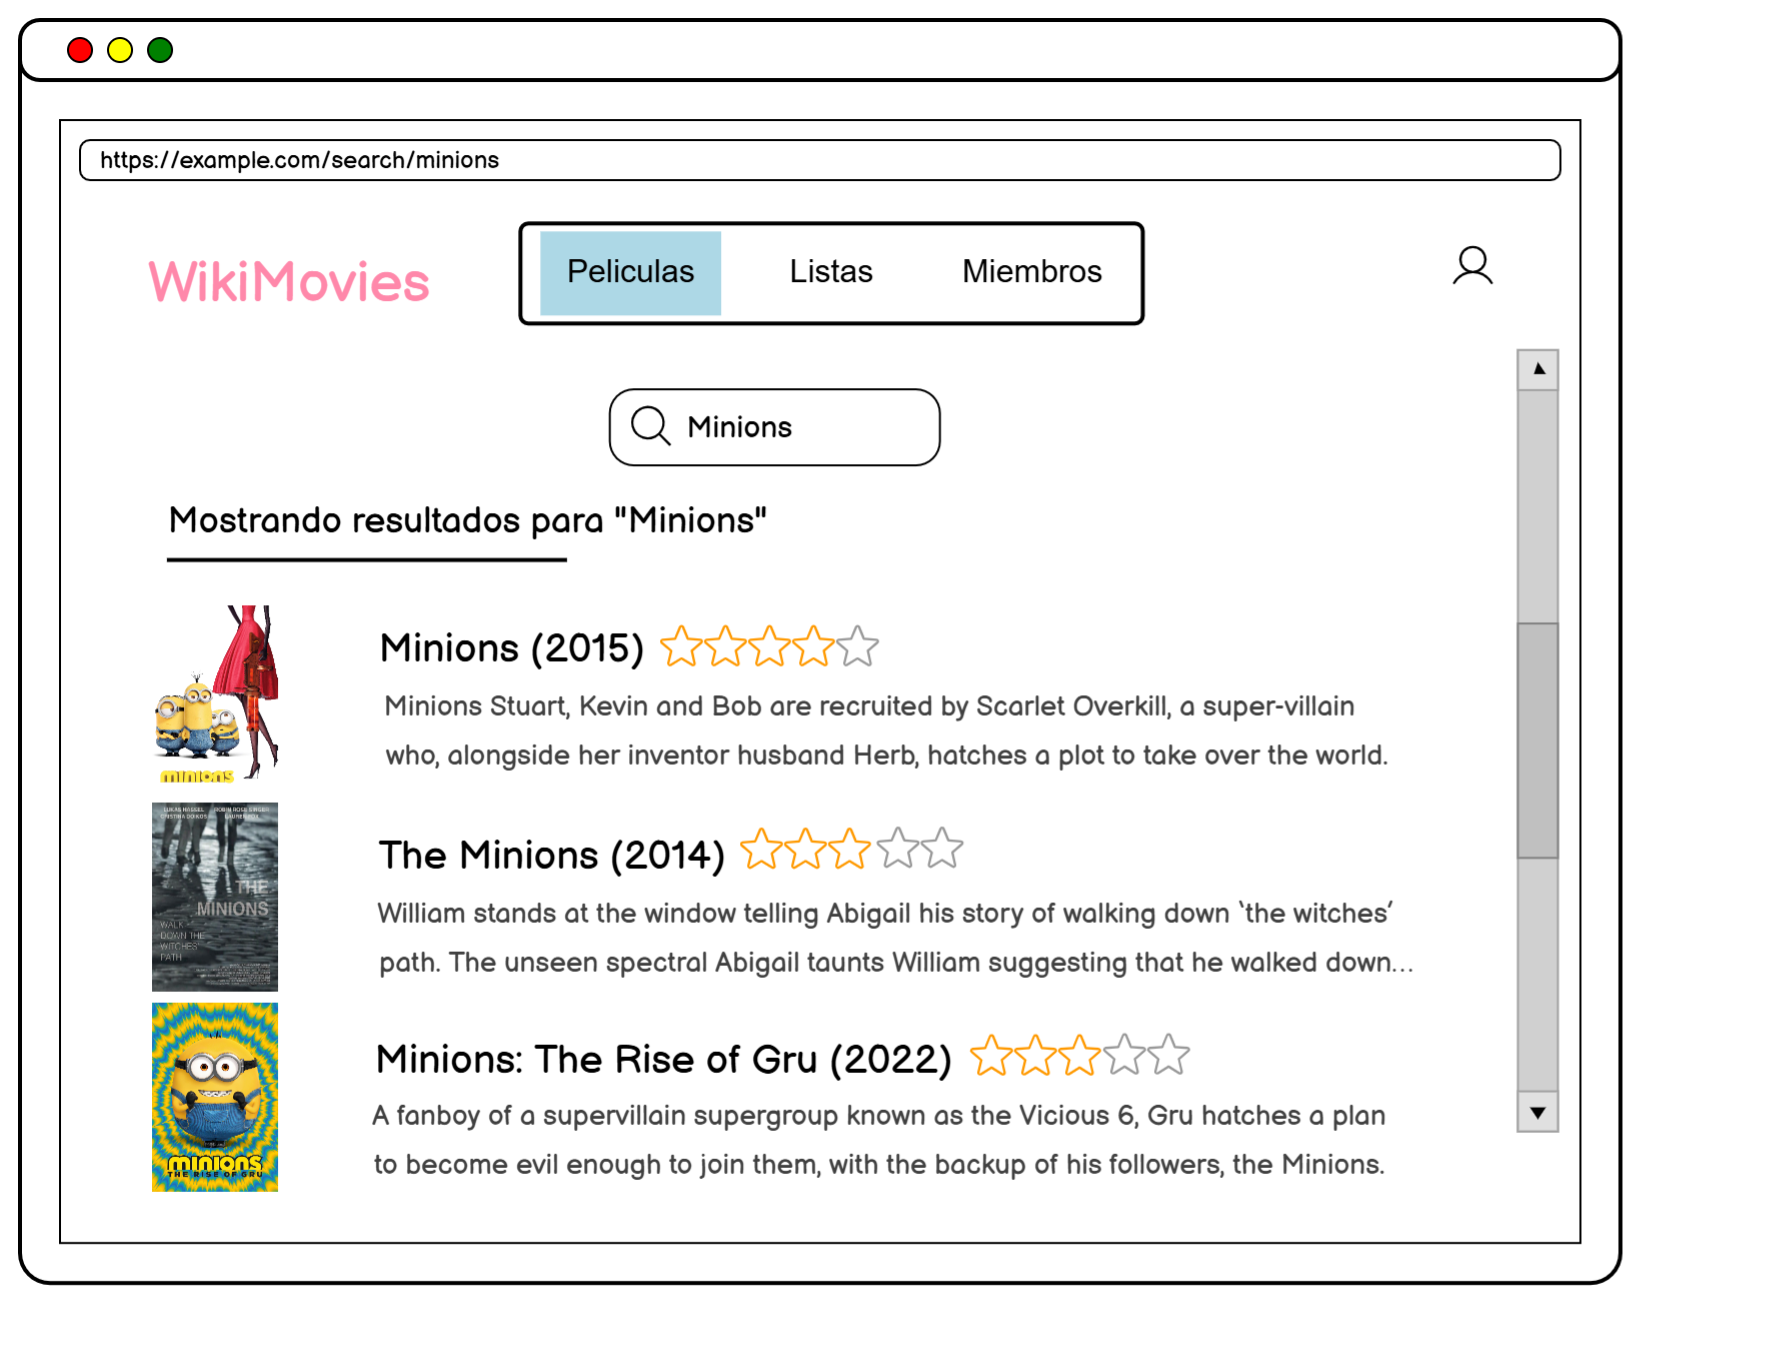 https://example.com/search/minions
WikiMovies
Peliculas Listas Miembros
Minions
Mostrando resultados para "Minions"
Minions (2015)
Minions Stuart, Kevin and Bob are recruited by Scarlet Overkill, a super-villain
who, alongside her inventor husband Herb, hatches a plot to take over the world.
MINIONS
THE
MINIONS
WALK
DOWN THE
WITCHES'
PATH
The Minions (2014)
William stands at the window telling Abigail his story of walking down ‘the witches’
path. The unseen spectral Abigail taunts William suggesting that he walked down...
Minions: The Rise of Gru (2022)
A fanboy of a supervillain supergroup known as the Vicious 6, Gru hatches a plan
to become evil enough to join them, with the backup of his followers, the Minions.
MINIONS
THE RISE OF GRU